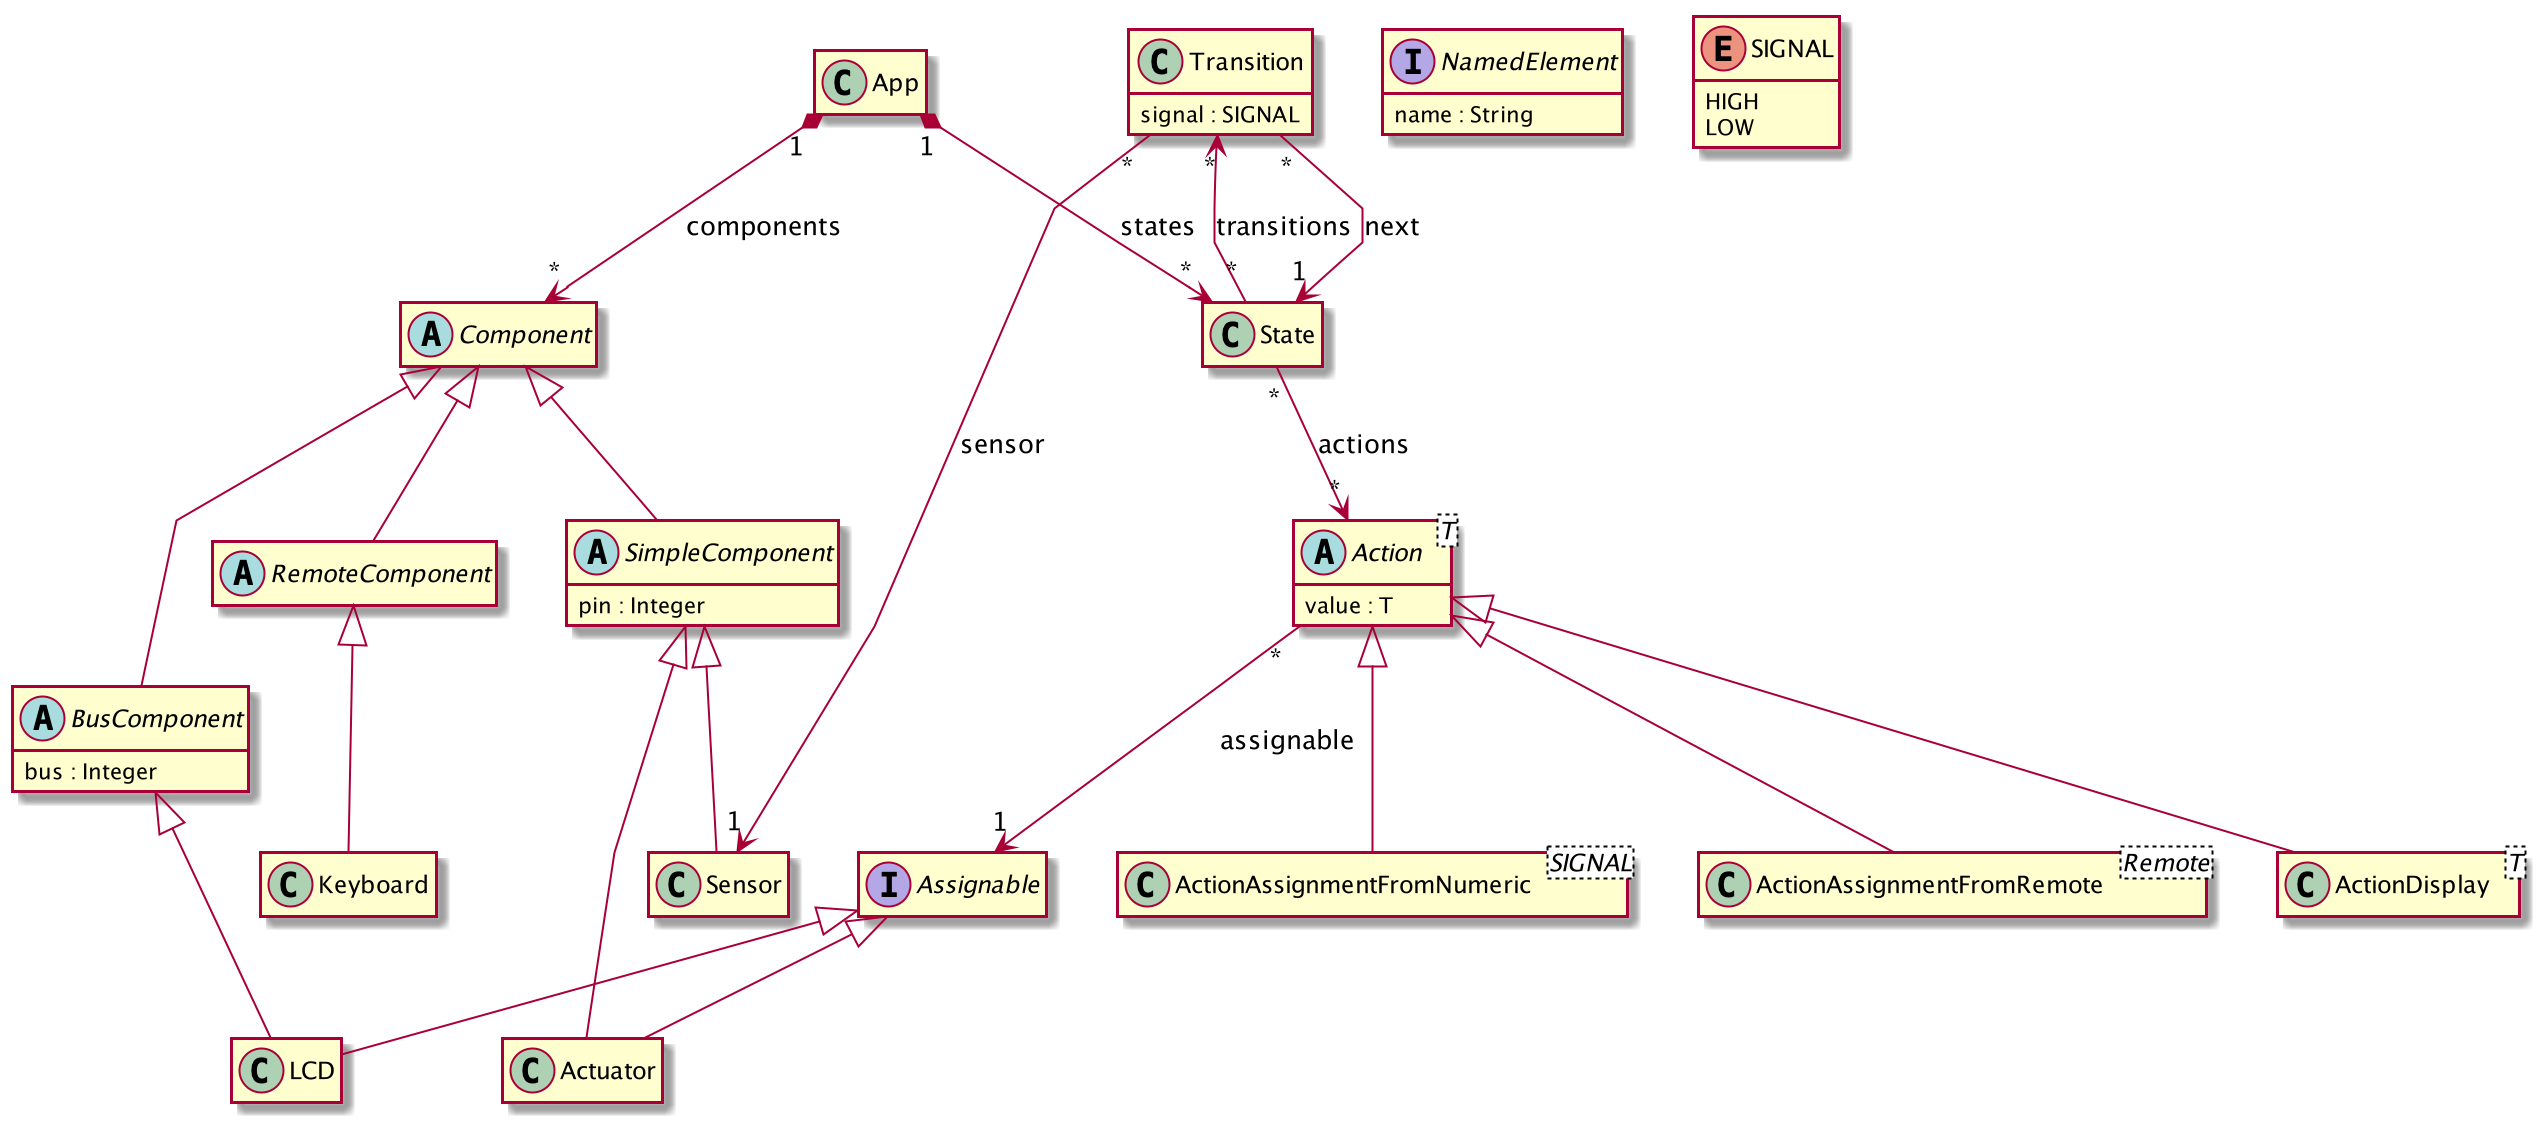 C App
C Transition
signal : SIGNAL
I NamedElement
name : String
E SIGNAL
HIGH
LOW
1
1
*
*
*
components
states
transitions
next
*
*
*
1
A Component
C State
*
sensor
actions
*
A RemoteComponent
A SimpleComponent
pin : Integer
A Action
T
value : T
*
A BusComponent
bus : Integer
assignable
1
1
C Keyboard
C Sensor
I Assignable
C ActionAssignmentFromNumeric
SIGNAL
C ActionAssignmentFromRemote
Remote
C ActionDisplay
T
C LCD
C Actuator